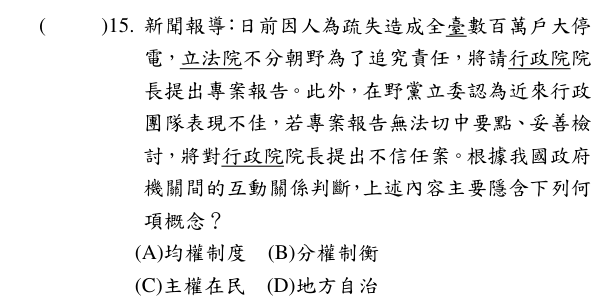 (　　)15. 新聞報導：日前因人為疏失造成全臺數百萬戶大停
電，立法院不分朝野為了追究責任，將請行政院院
長提出專案報告。此外，在野黨立委認為近來行政
團隊表現不佳，若專案報告無法切中要點、妥善檢
討，將對行政院院長提出不信任案。根據我國政府
機關間的互動關係判斷，上述內容主要隱含下列何
項概念？
(A)均權制度　(B)分權制衡
(C)主權在民　(D)地方自治